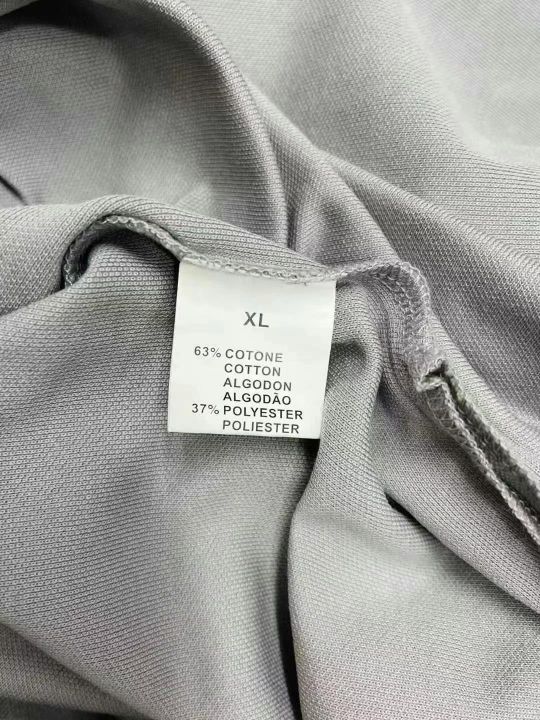 XL
63% COTONE
COTTON
ALGODON
ALGODÃO
37% POLYESTER
POLIESTER